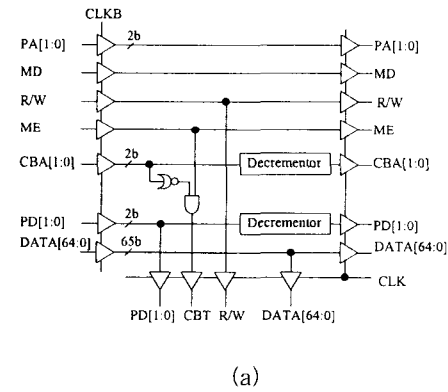 CLKB
PA[1:0] 2b PA[1:0]
MD MD
R/W R/W
ME ME
CBA[1:0] 2b Decrementor CBA[1:0]
PD[1:0] 2b Decrementor PD[1:0]
DATA[64:0] 65b DATA[64:0]
CLK
PD[1:0] CBT R/W DATA[64:0]
(a)